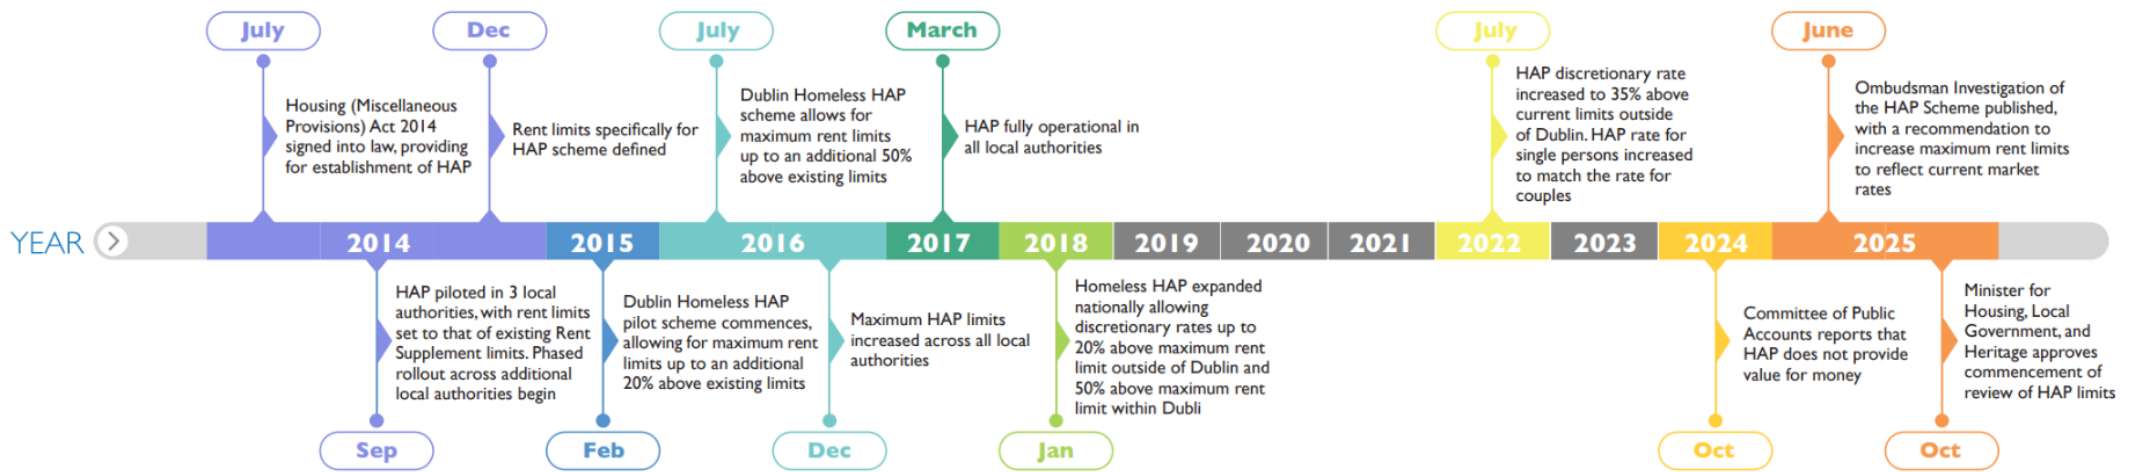 July
Housing (Miscellaneous
Provisions) Act 2014
signed into law, providing
for establishment of HAP
Dec
Rent limits specifically for
HAP scheme defined
July
Dublin Homeless HAP
scheme allows for
maximum rent limits
up to an additional 50%
above existing limits
March
HAP fully operational in
all local authorities
July
HAP discretionary rate
increased to 35% above
current limits outside
of Dublin. HAP rate for
single persons increased
to match the rate for
couples
June
Ombudsman Investigation of
the HAP Scheme published,
with a recommendation to
increase maximum rent limits
to reflect current market
rates
YEAR
2014
2015
2016
2017
2018
2019
2020
2021
2022
2023
2024
2025
HAP piloted in 3 local
authorities, with rent limits
set to that of existing Rent
Supplement limits. Phased
rollout across additional
local authorities begin
Sep
Dublin Homeless HAP
pilot scheme commences,
allowing for maximum rent
limits up to an additional
20% above existing limits
Feb
Maximum HAP limits
increased across all local
authorities
Dec
Homeless HAP expanded
nationally allowing
discretionary rates up to
20% above maximum rent
limit outside of Dublin and
50% above maximum rent
limit within Dubli
Jan
Committee of Public
Accounts reports that
HAP does not provide
value for money
Oct
Minister for
Housing, Local
Government, and
Heritage approves
commencement of
review of HAP limits
Oct